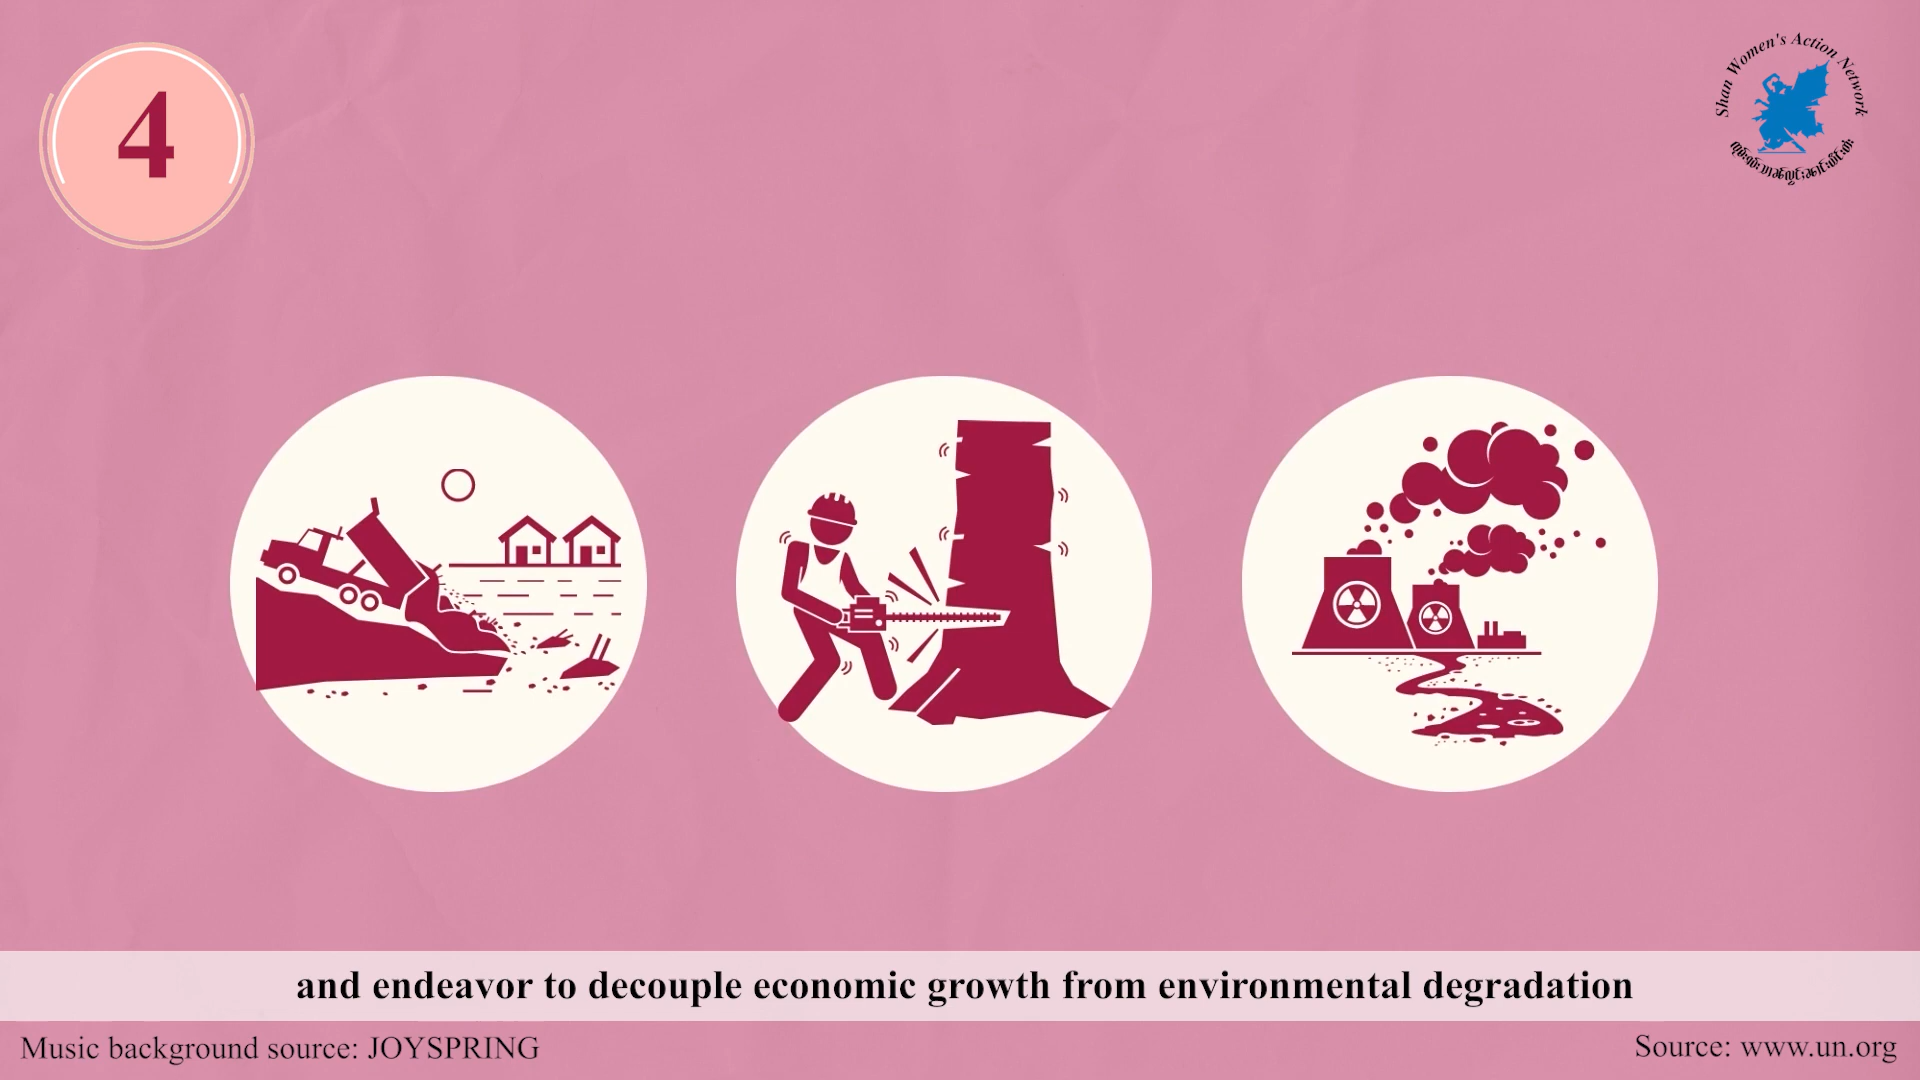 4
Shan Women's Action Network
and endeavor to decouple economic growth from environmental degradation
Music background source: JOYSPRING
Source: www.un.org